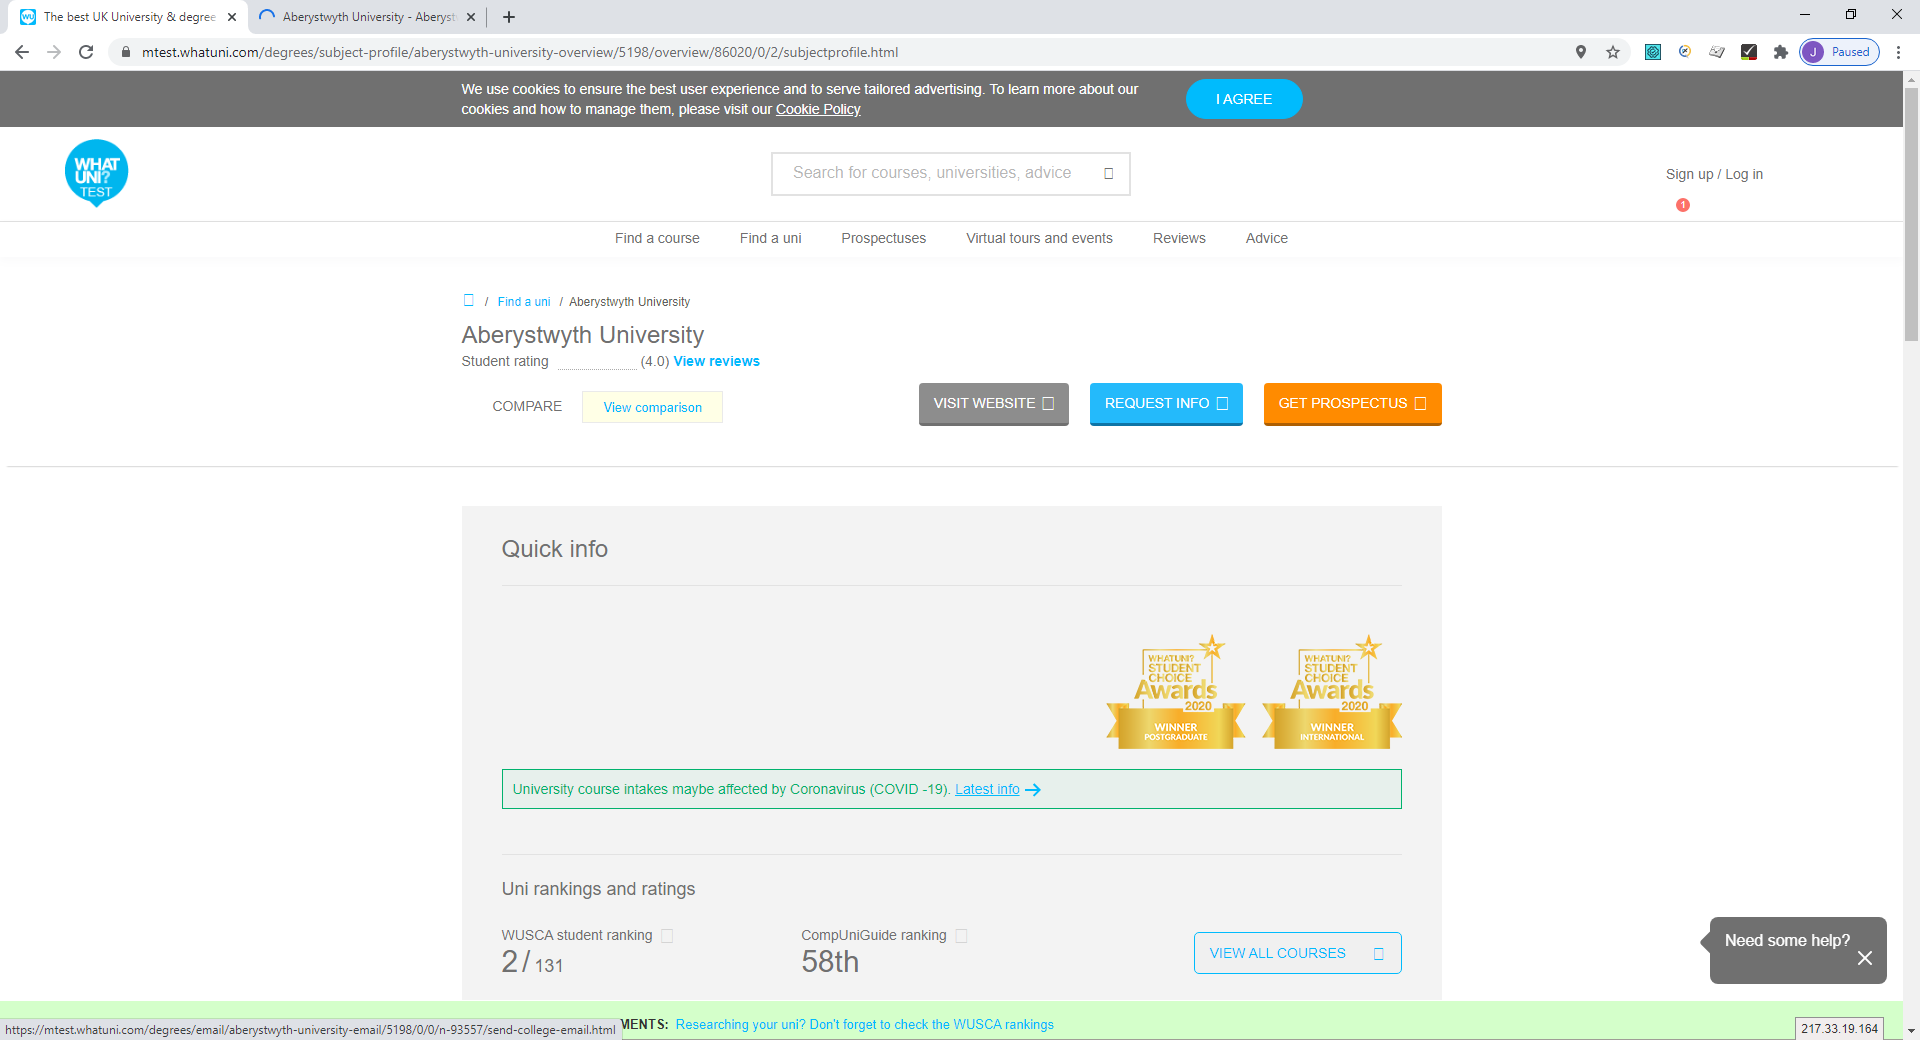 The best UK University & degree
Aberystwyth University - Aberyst
mtest.whatuni.com/degrees/subject-profile/aberystwyth-university-overview/5198/overview/86020/0/2/subjectprofile.html
J Paused
We use cookies to ensure the best user experience and to serve tailored advertising. To learn more about our
cookies and how to manage them, please visit our Cookie Policy
I AGREE
WHAT
UNI?
TEST
Search for courses, universities, advice
Sign up / Log in
1
Find a course Find a uni Prospectuses Virtual tours and events Reviews Advice
/ Find a uni / Aberystwyth University
Aberystwyth University
Student rating (4.0) View reviews
COMPARE View comparison
VISIT WEBSITE REQUEST INFO GET PROSPECTUS
Quick info
WHATUNI?
STUDENT
CHOICE
Awards
2020
WINNER
POSTGRADUATE
WHATUNI?
STUDENT
CHOICE
Awards
2020
WINNER
INTERNATIONAL
University course intakes maybe affected by Coronavirus (COVID -19). Latest info →
Uni rankings and ratings
WUSCA student ranking
2 / 131
CompUniGuide ranking
58th
VIEW ALL COURSES
Need some help?
https://mtest.whatuni.com/degrees/email/aberystwyth-university-email/5198/0/0/n-93557/send-college-email.html
MENTS: Researching your uni? Don't forget to check the WUSCA rankings
217.33.19.164